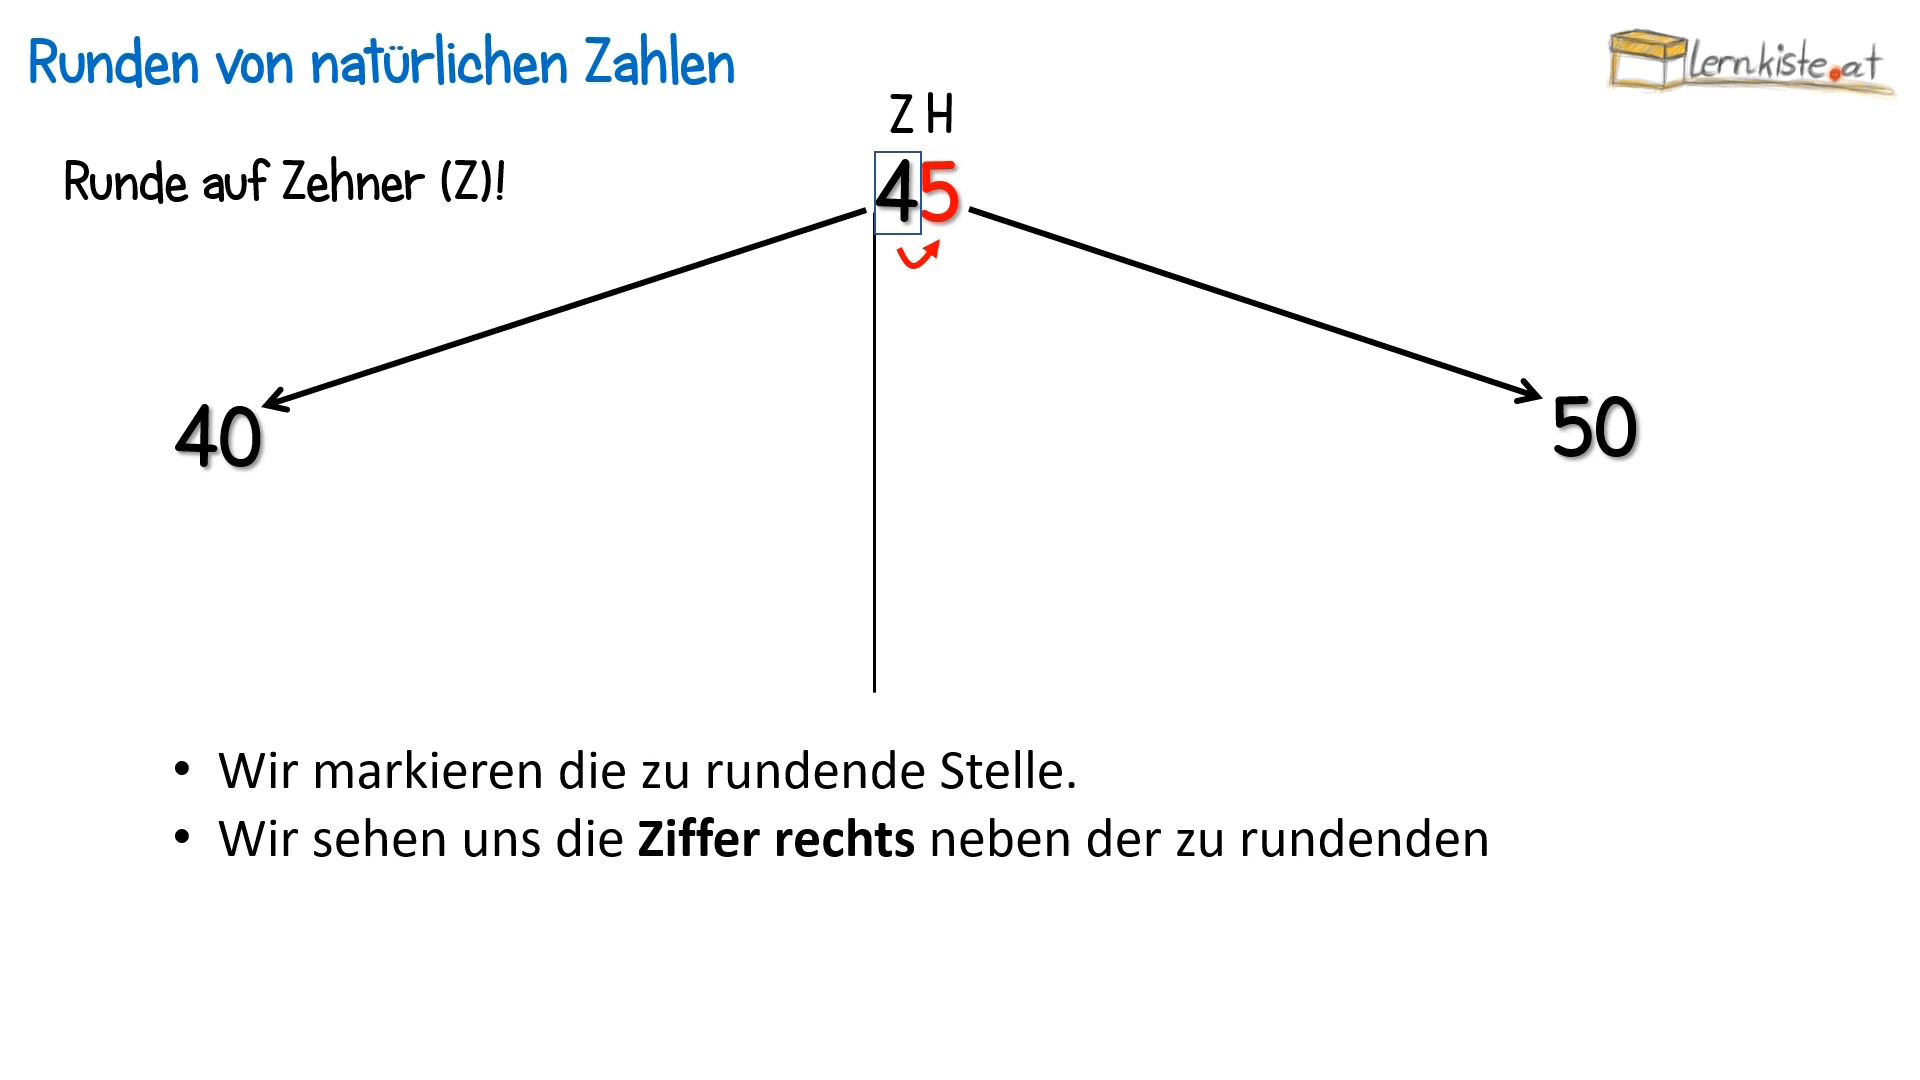 Runden von natürlichen Zahlen
lernkiste.at
Z H
Runde auf Zehner (Z)!
45
40
50
• Wir markieren die zu rundende Stelle.
• Wir sehen uns die Ziffer rechts neben der zu rundenden